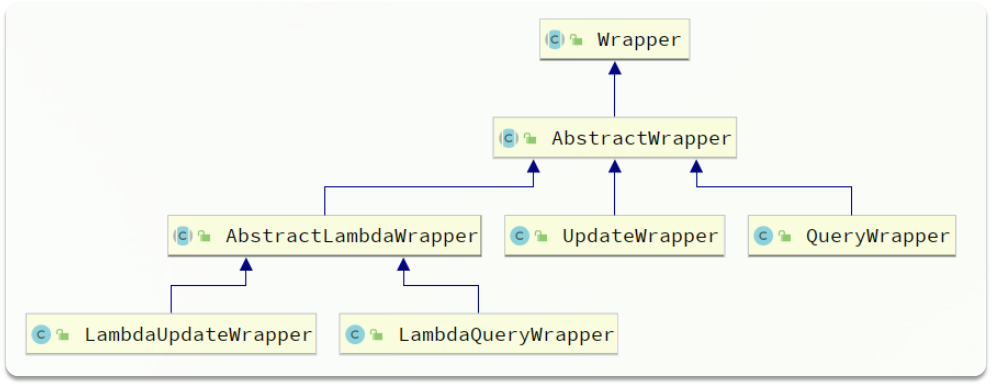 Wrapper
AbstractWrapper
AbstractLambdaWrapper UpdateWrapper QueryWrapper
LambdaUpdateWrapper LambdaQueryWrapper